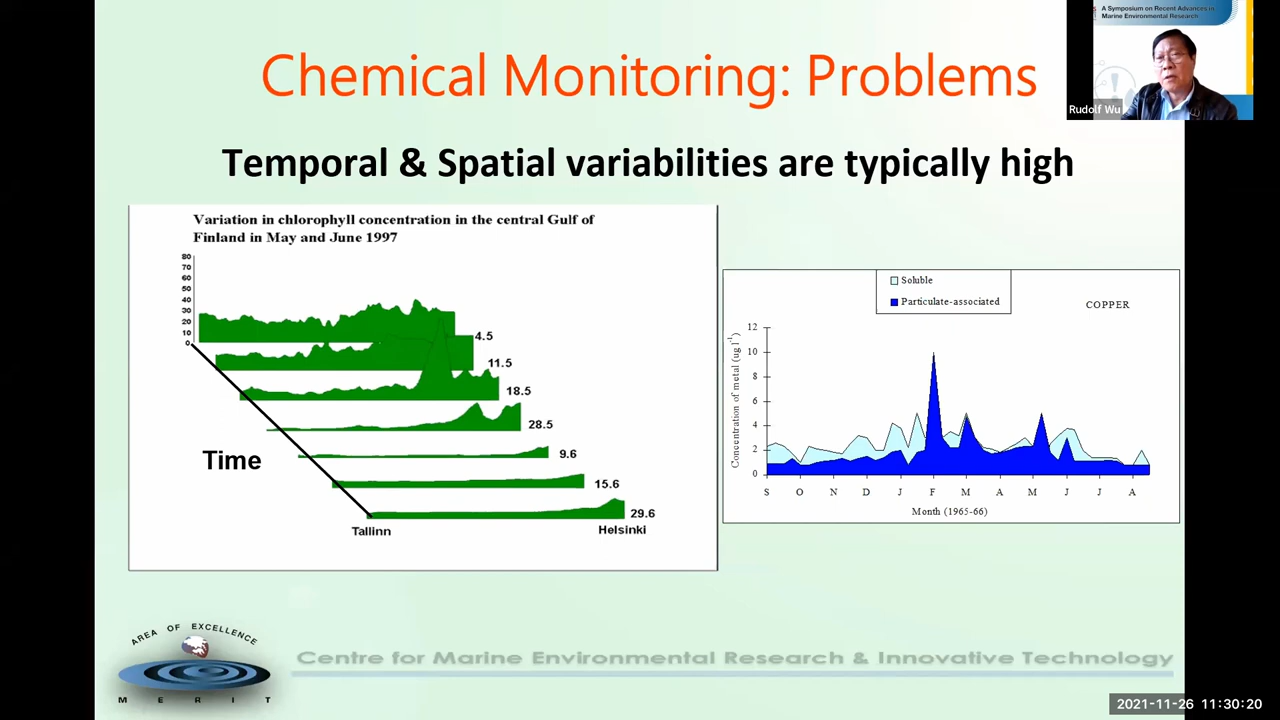 A Symposium on Recent Advances in
Marine Environmental Research
Rudolf Wu
Chemical Monitoring: Problems
Temporal & Spatial variabilities are typically high
Variation in chlorophyll concentration in the central Gulf of
Finland in May and June 1997
80
70
60
50
40
30
20
10
0
4.5
11.5
18.5
28.5
9.6
15.6
29.6
Time
Tallinn
Helsinki
Soluble
Particulate-associated
COPPER
Concentration of metal (ug l⁻¹)
12
10
8
6
4
2
0
S O N D J F M A M J J A
Month (1965-66)
AREA OF EXCELLENCE
M E R I T
Centre for Marine Environmental Research & Innovative Technology
2021-11-26 11:30:20